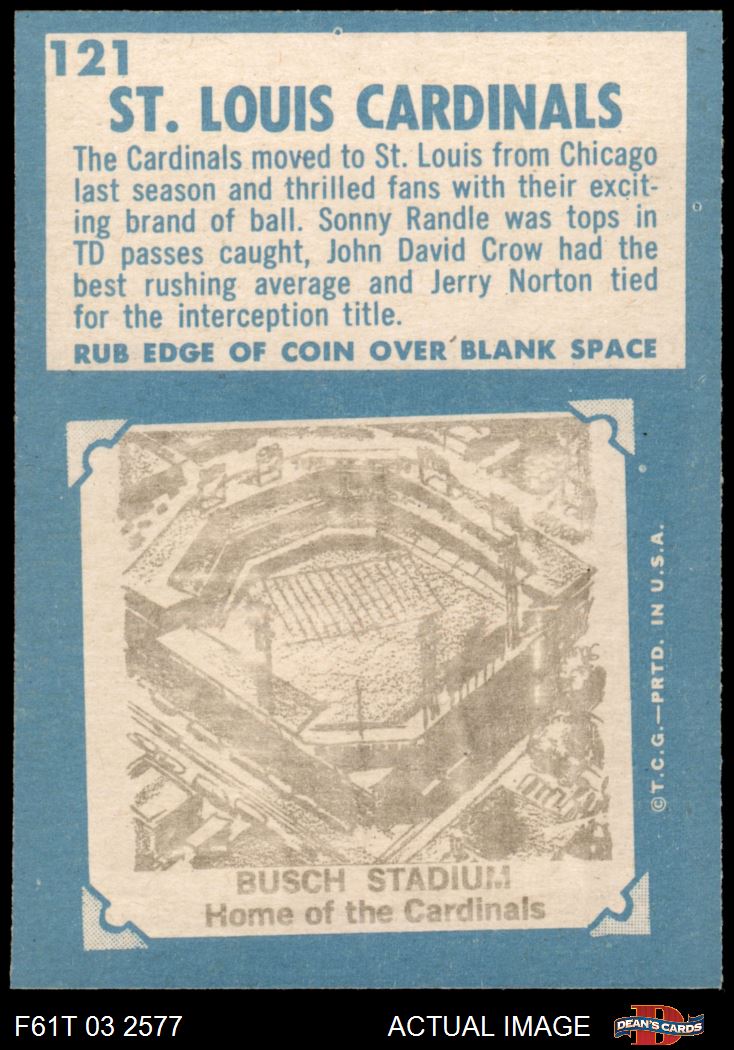 121
ST. LOUIS CARDINALS
The Cardinals moved to St. Louis from Chicago
last season and thrilled fans with their excit-
ing brand of ball. Sonny Randle was tops in
TD passes caught, John David Crow had the
best rushing average and Jerry Norton tied
for the interception title.
RUB EDGE OF COIN OVER BLANK SPACE
©T.C.G.—PRTD. IN U.S.A.
BUSCH STADIUM
Home of the Cardinals
F61T 03 2577
ACTUAL IMAGE
D
DEAN'S CARDS